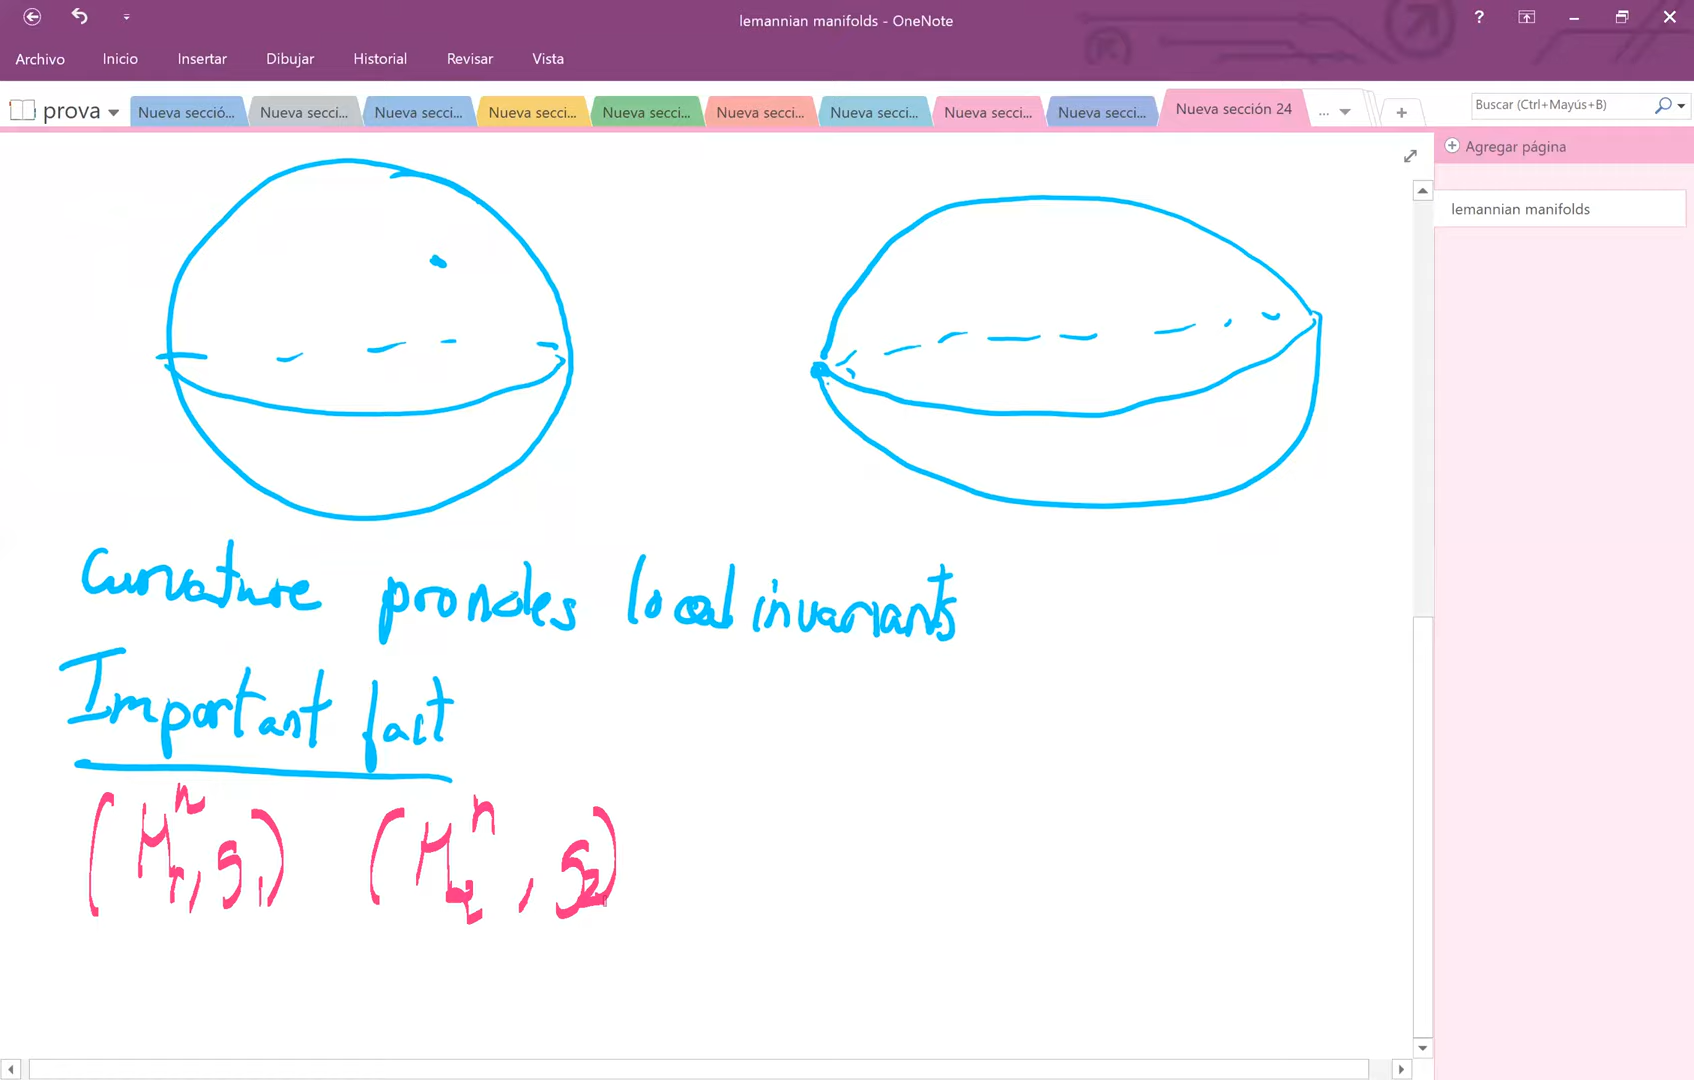 lemannian manifolds - OneNote
?
Archivo Inicio Insertar Dibujar Historial Revisar Vista
prova Nueva secció... Nueva secci... Nueva secci... Nueva secci... Nueva secci... Nueva secci... Nueva secci... Nueva secci... Nueva secci... Nueva sección 24 ... + Buscar (Ctrl+Mayús+B)
Agregar página
lemannian manifolds
Curvature provides local invariants
Important fact
(M₁ⁿ, g₁) (M₂ⁿ, g₂)